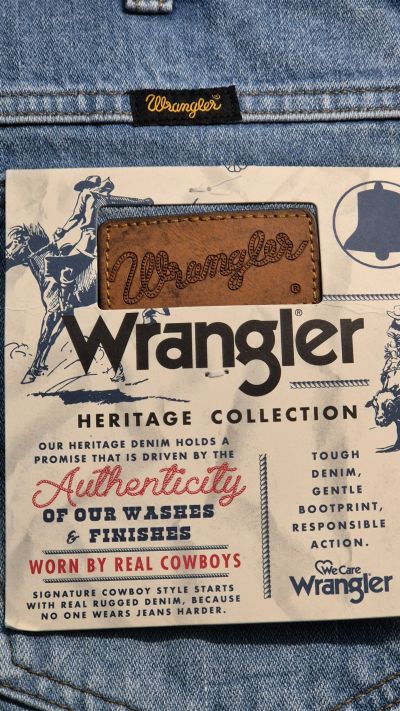 Wrangler
Wrangler®
Wrangler®
HERITAGE COLLECTION
OUR HERITAGE DENIM HOLDS A
PROMISE THAT IS DRIVEN BY THE
Authenticity
OF OUR WASHES
& FINISHES
WORN BY REAL COWBOYS
SIGNATURE COWBOY STYLE STARTS
WITH REAL RUGGED DENIM, BECAUSE
NO ONE WEARS JEANS HARDER.
TOUGH
DENIM,
GENTLE
BOOTPRINT,
RESPONSIBLE
ACTION.
We Care
Wrangler